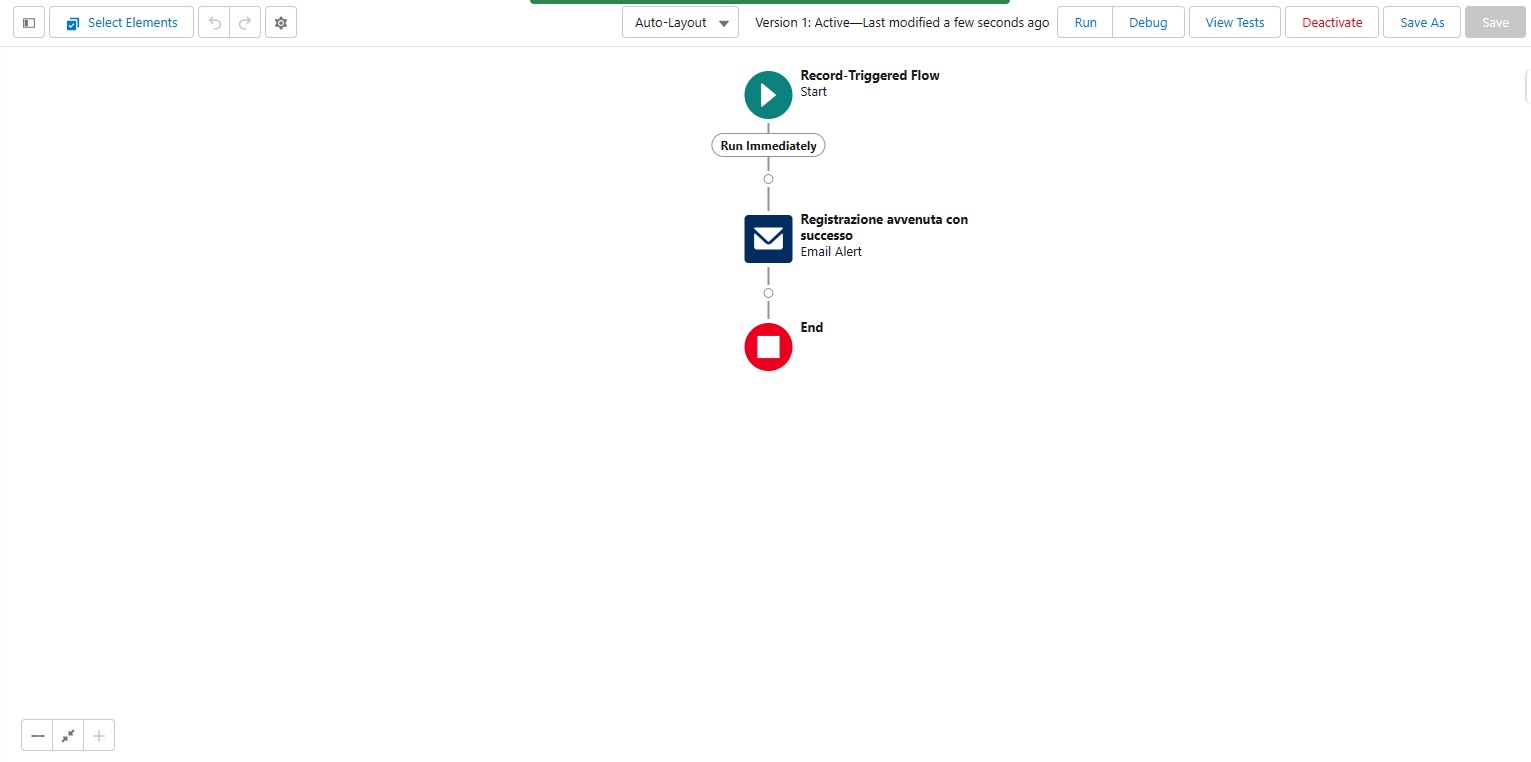 Select Elements
Auto-Layout
Version 1: Active—Last modified a few seconds ago
Run
Debug
View Tests
Deactivate
Save As
Save
Record-Triggered Flow
Start
Run Immediately
Registrazione avvenuta con
successo
Email Alert
End